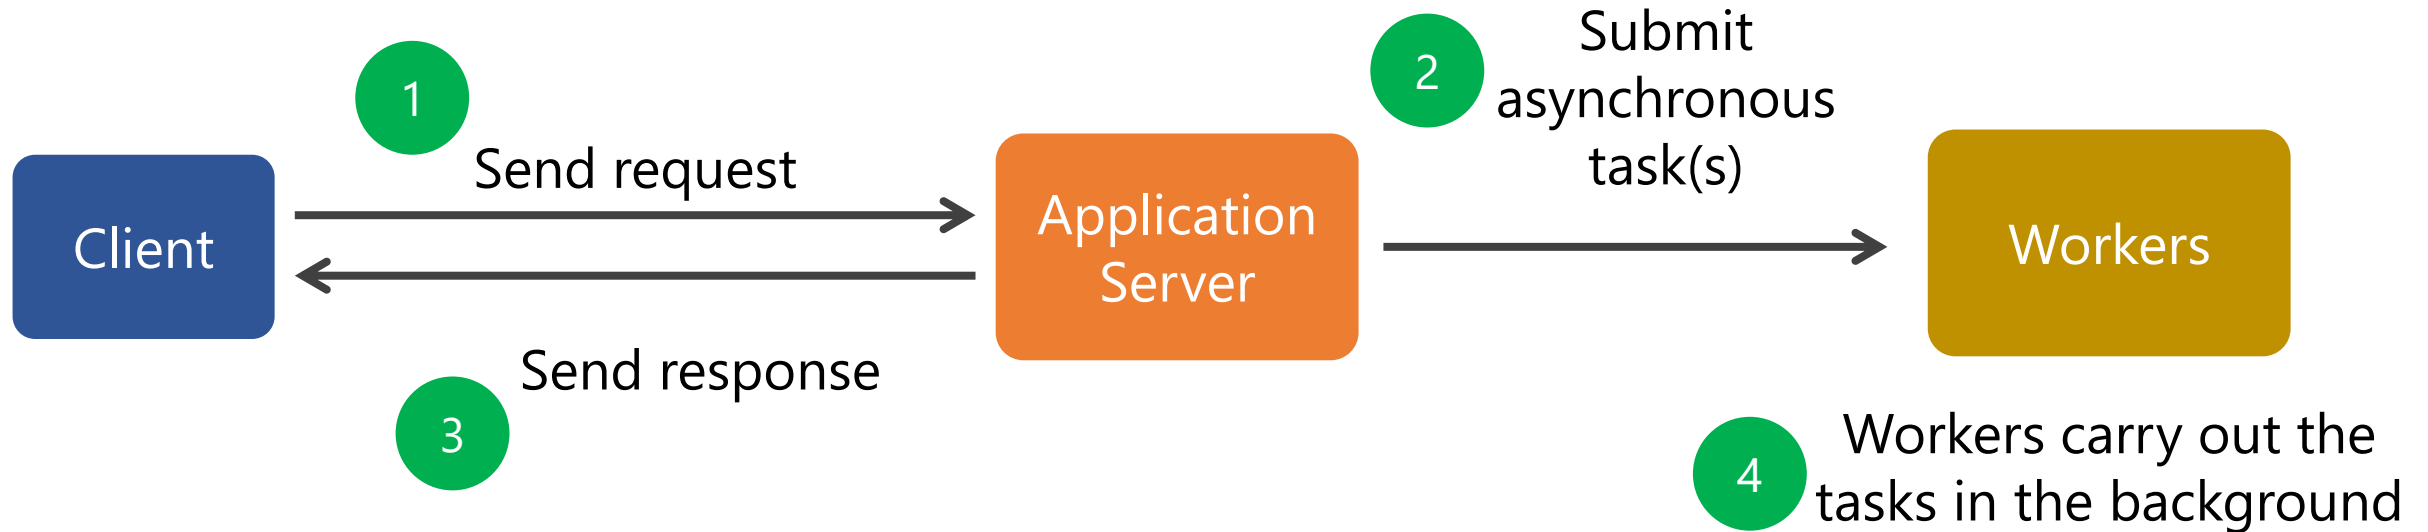 1
Send request
Client
3
Send response
Application
Server
2
Submit
asynchronous
task(s)
Workers
4
Workers carry out the
tasks in the background